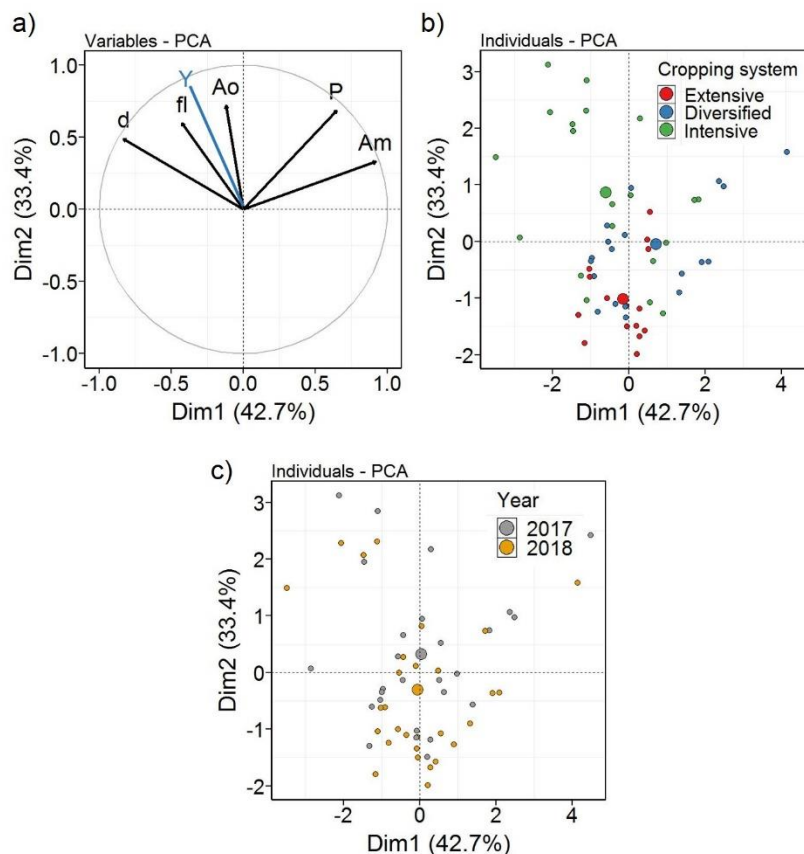 a)
Variables - PCA
1.0
0.5
0.0
-0.5
-1.0
Dim2 (33.4%)
d
fl
Y
Ao
P
Am
-1.0
-0.5
0.0
0.5
1.0
Dim1 (42.7%)
b)
Individuals - PCA
3
2
1
0
-1
-2
Dim2 (33.4%)
Cropping system
Extensive
Diversified
Intensive
-2
0
2
4
Dim1 (42.7%)
c)
Individuals - PCA
3
2
1
0
-1
-2
Dim2 (33.4%)
Year
2017
2018
-2
0
2
4
Dim1 (42.7%)